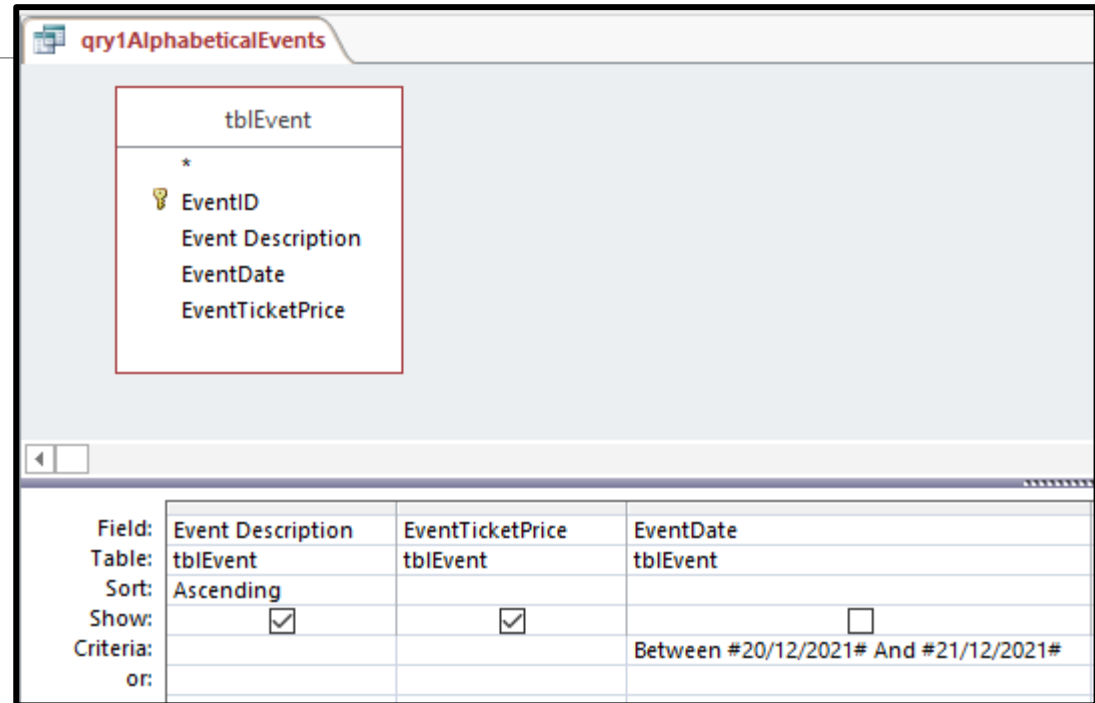 qry1AlphabeticalEvents
tblEvent
*
EventID
Event Description
EventDate
EventTicketPrice
Field: Event Description EventTicketPrice EventDate
Table: tblEvent tblEvent tblEvent
Sort: Ascending
Show:
Criteria: Between #20/12/2021# And #21/12/2021#
or: